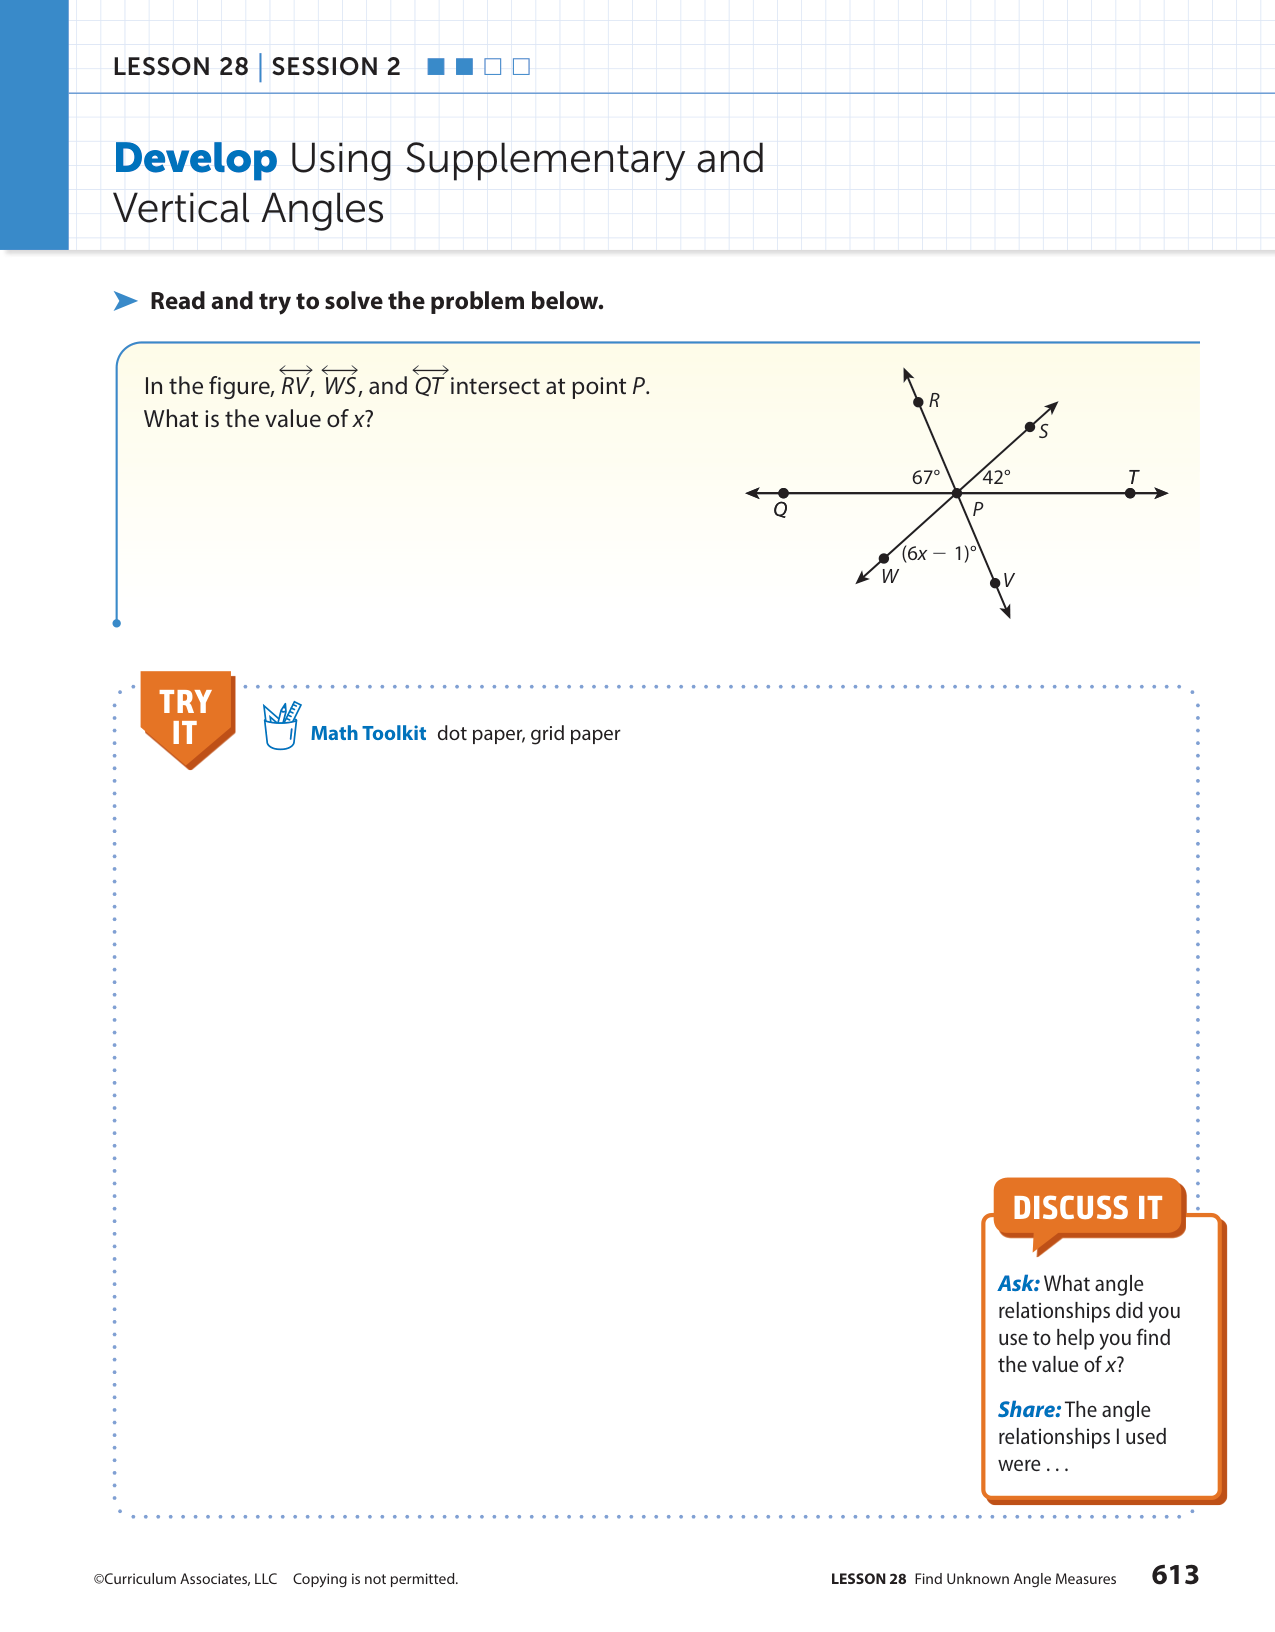 LESSON 28 | SESSION 2
Develop Using Supplementary and
Vertical Angles
Read and try to solve the problem below.
In the figure, RV, WS, and QT intersect at point P.
What is the value of x?
R
S
67°
42°
T
Q
P
(6x − 1)°
W
V
TRY
IT
Math Toolkit dot paper, grid paper
DISCUSS IT
Ask: What angle
relationships did you
use to help you find
the value of x?
Share: The angle
relationships I used
were . . .
©Curriculum Associates, LLC Copying is not permitted.
LESSON 28 Find Unknown Angle Measures 613